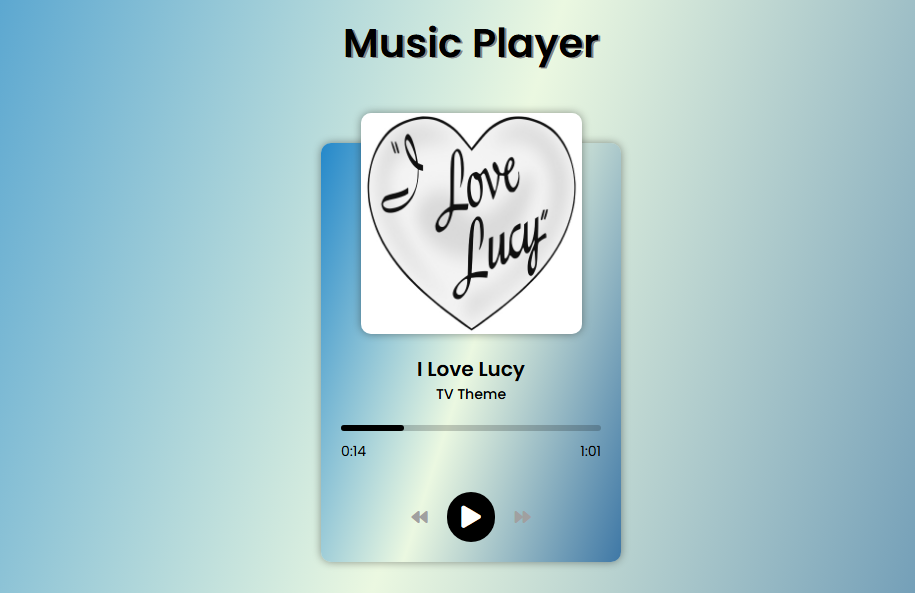 Music Player
"I
Love
Lucy"
I Love Lucy
TV Theme
0:14 1:01